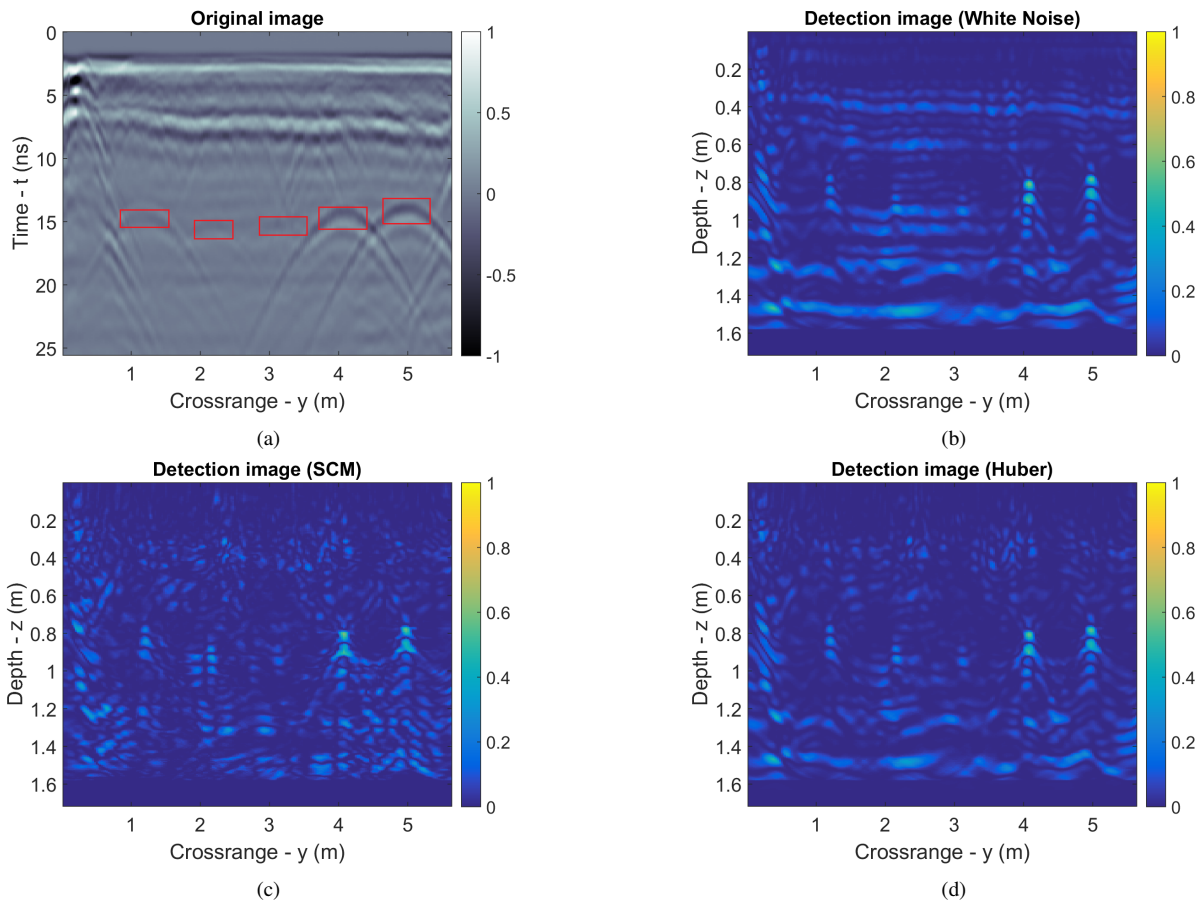 Original image
0
5
10
15
20
25
Time - t (ns)
1 2 3 4 5
Crossrange - y (m)
1
0.5
0
-0.5
-1
(a)
Detection image (White Noise)
0.2
0.4
0.6
0.8
1
1.2
1.4
1.6
Depth - z (m)
1 2 3 4 5
Crossrange - y (m)
1
0.8
0.6
0.4
0.2
0
(b)
Detection image (SCM)
0.2
0.4
0.6
0.8
1
1.2
1.4
1.6
Depth - z (m)
1 2 3 4 5
Crossrange - y (m)
1
0.8
0.6
0.4
0.2
0
(c)
Detection image (Huber)
0.2
0.4
0.6
0.8
1
1.2
1.4
1.6
Depth - z (m)
1 2 3 4 5
Crossrange - y (m)
1
0.8
0.6
0.4
0.2
0
(d)